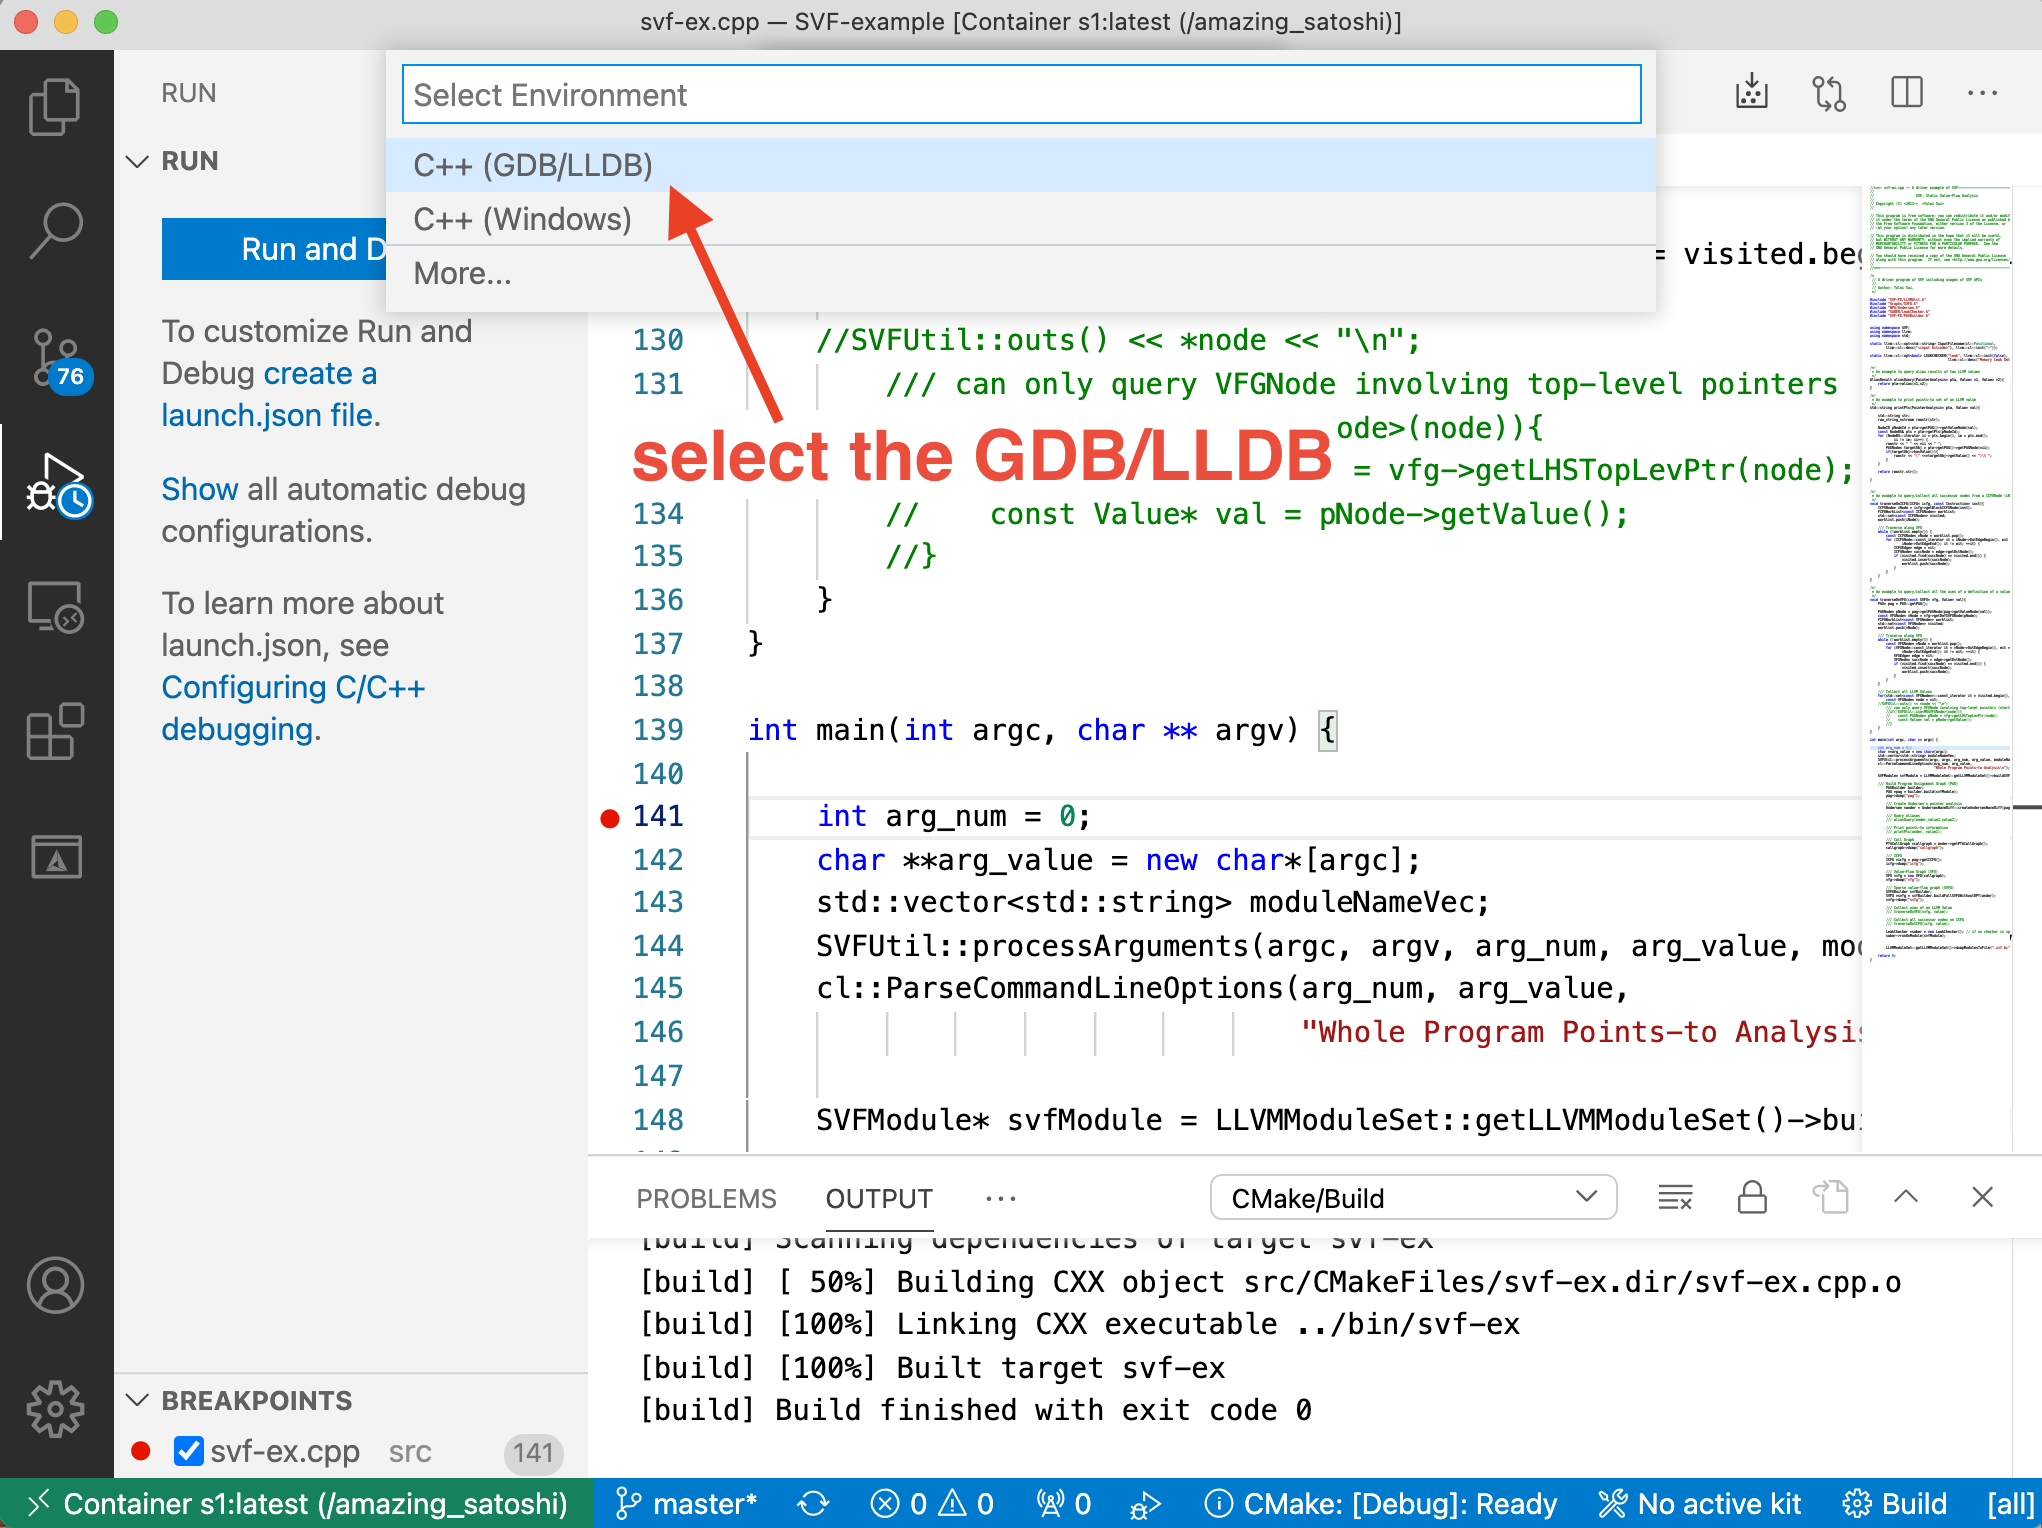 svf-ex.cpp — SVF-example [Container s1:latest (/amazing_satoshi)]
RUN
RUN
Run and D
To customize Run and
Debug create a
launch.json file.
Show all automatic debug
configurations.
To learn more about
launch.json, see
Configuring C/C++
debugging.
76
Select Environment
C++ (GDB/LLDB)
C++ (Windows)
More...
select the GDB/LLDB
= visited.beg
130 //SVFUtil::outs() << *node << "\n";
131 /// can only query VFGNode involving top-level pointers
ode>(node)){
= vfg->getLHSTopLevPtr(node);
134 // const Value* val = pNode->getValue();
135 //}
136 }
137 }
138
139 int main(int argc, char ** argv) {
140
141 int arg_num = 0;
142 char **arg_value = new char*[argc];
143 std::vector<std::string> moduleNameVec;
144 SVFUtil::processArguments(argc, argv, arg_num, arg_value, mod
145 cl::ParseCommandLineOptions(arg_num, arg_value,
146 "Whole Program Points-to Analysis
147
148 SVFModule* svfModule = LLVMModuleSet::getLLVMModuleSet()->bui
PROBLEMS OUTPUT ... CMake/Build
[build] Scanning dependencies of target svf-ex
[build] [ 50%] Building CXX object src/CMakeFiles/svf-ex.dir/svf-ex.cpp.o
[build] [100%] Linking CXX executable ../bin/svf-ex
[build] [100%] Built target svf-ex
[build] Build finished with exit code 0
BREAKPOINTS
svf-ex.cpp src 141
Container s1:latest (/amazing_satoshi) master* 0 0 0 CMake: [Debug]: Ready No active kit Build [all]